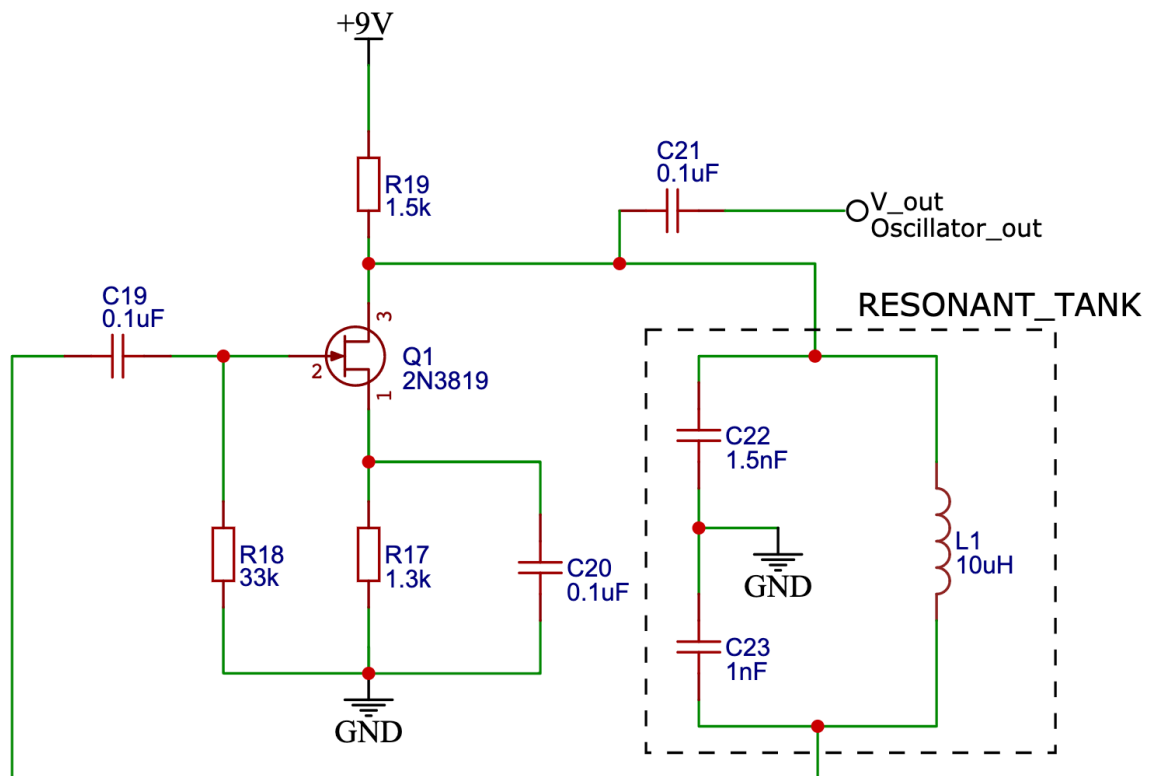 +9V
C21
0.1uF
V_out
Oscillator_out
R19
1.5k
RESONANT_TANK
C19
0.1uF
3
2
Q1
2N3819
1
C22
1.5nF
R18
33k
R17
1.3k
C20
0.1uF
GND
L1
10uH
C23
1nF
GND